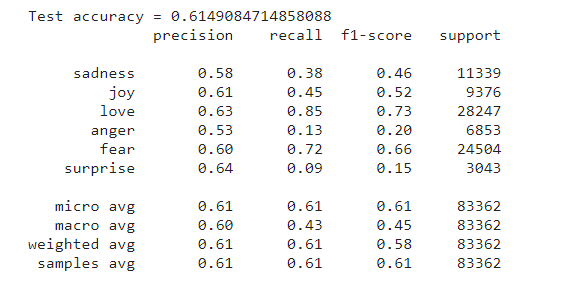 Test accuracy = 0.6149084714858088
precision recall f1-score support
sadness 0.58 0.38 0.46 11339
joy 0.61 0.45 0.52 9376
love 0.63 0.85 0.73 28247
anger 0.53 0.13 0.20 6853
fear 0.60 0.72 0.66 24504
surprise 0.64 0.09 0.15 3043
micro avg 0.61 0.61 0.61 83362
macro avg 0.60 0.43 0.45 83362
weighted avg 0.61 0.61 0.58 83362
samples avg 0.61 0.61 0.61 83362